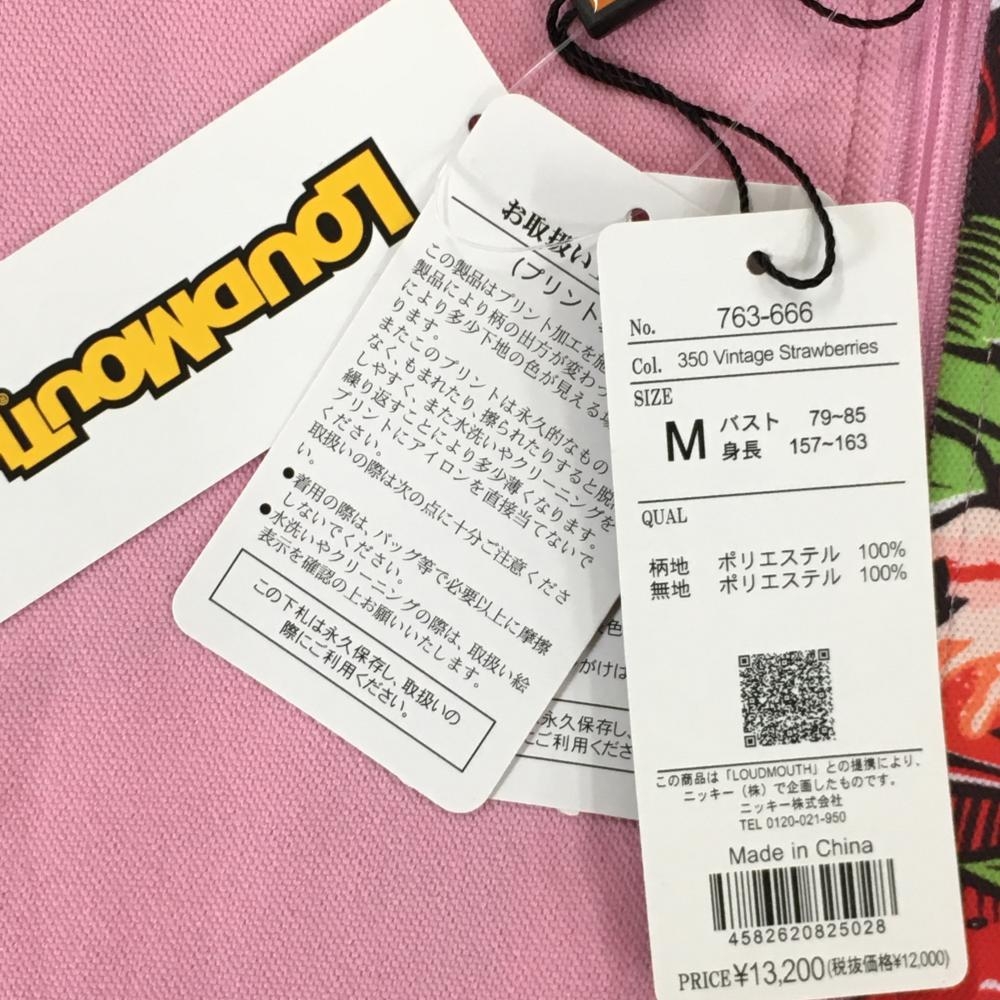 LOUDMOUTH
®
お取扱い
(プリント
この製品はプリント加工を施
製品により柄の出方が変わっ
により多少下地の色が見える場
ります。
またこのプリントは永久的なもの
なく、もまれたり、擦られたりすると脱
しやすく、また水洗いやクリーニングを
繰り返すことにより多少薄くなります。
プリントにアイロンを直接当てないで
ください。
取扱いの際は次の点に十分ご注意くださ
い。
●着用の際は、バッグ等で必要以上に摩擦
しないでください。
●水洗いやクリーニングの際は、取扱い絵
表示を確認の上お願いいたします。
この下札は永久保存し、取扱いの
際にご利用ください。
色
がけは
永久保存し、
ご利用くださ
No. 763-666
Col. 350 Vintage Strawberries
SIZE
M バスト 79~85
身長 157~163
QUAL
柄地 ポリエステル 100%
無地 ポリエステル 100%
この商品は「LOUDMOUTH」との提携により、
ニッキー(株)で企画したものです。
ニッキー株式会社
TEL 0120-021-950
Made in China
4582620825028
PRICE¥13,200(税抜価格¥12,000)